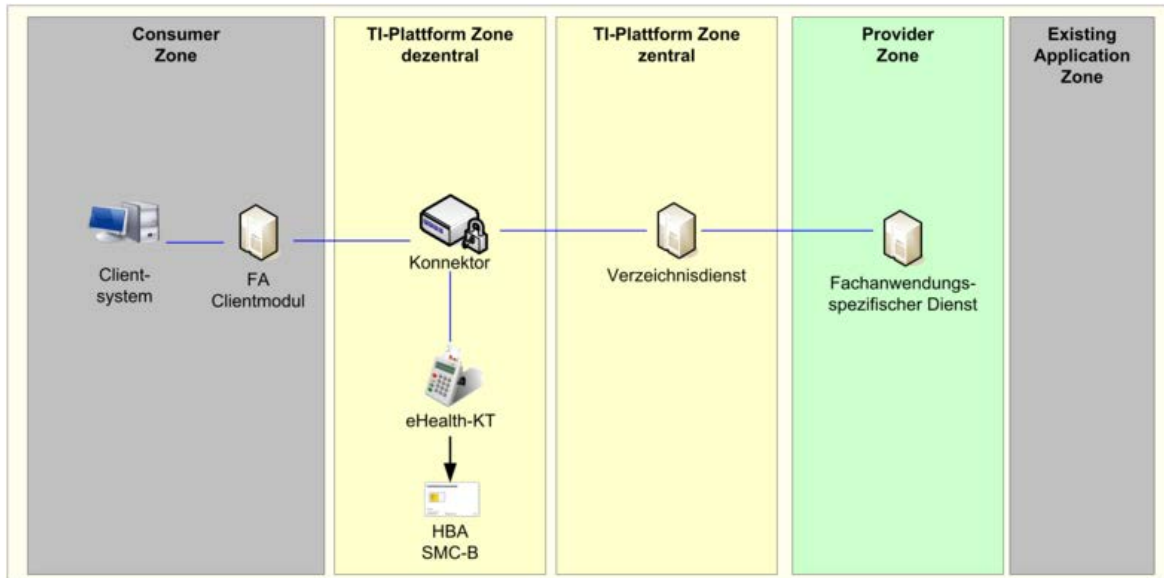 Consumer
Zone
TI-Plattform Zone
dezentral
TI-Plattform Zone
zentral
Provider
Zone
Existing
Application
Zone
Client-
system
FA
Clientmodul
Konnektor
Verzeichnisdienst
Fachanwendungs-
spezifischer Dienst
eHealth-KT
HBA
SMC-B